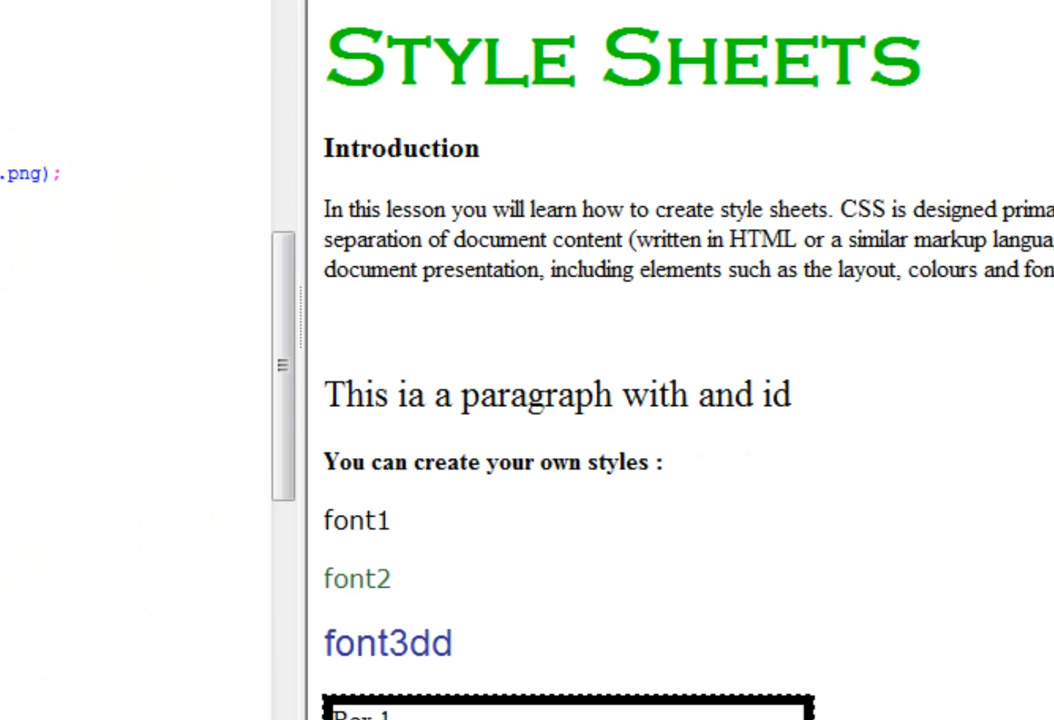 STYLE SHEETS
Introduction
.png);
In this lesson you will learn how to create style sheets. CSS is designed prima
separation of document content (written in HTML or a similar markup langua
document presentation, including elements such as the layout, colours and fon
This ia a paragraph with and id
You can create your own styles :
font1
font2
font3dd
Box 1